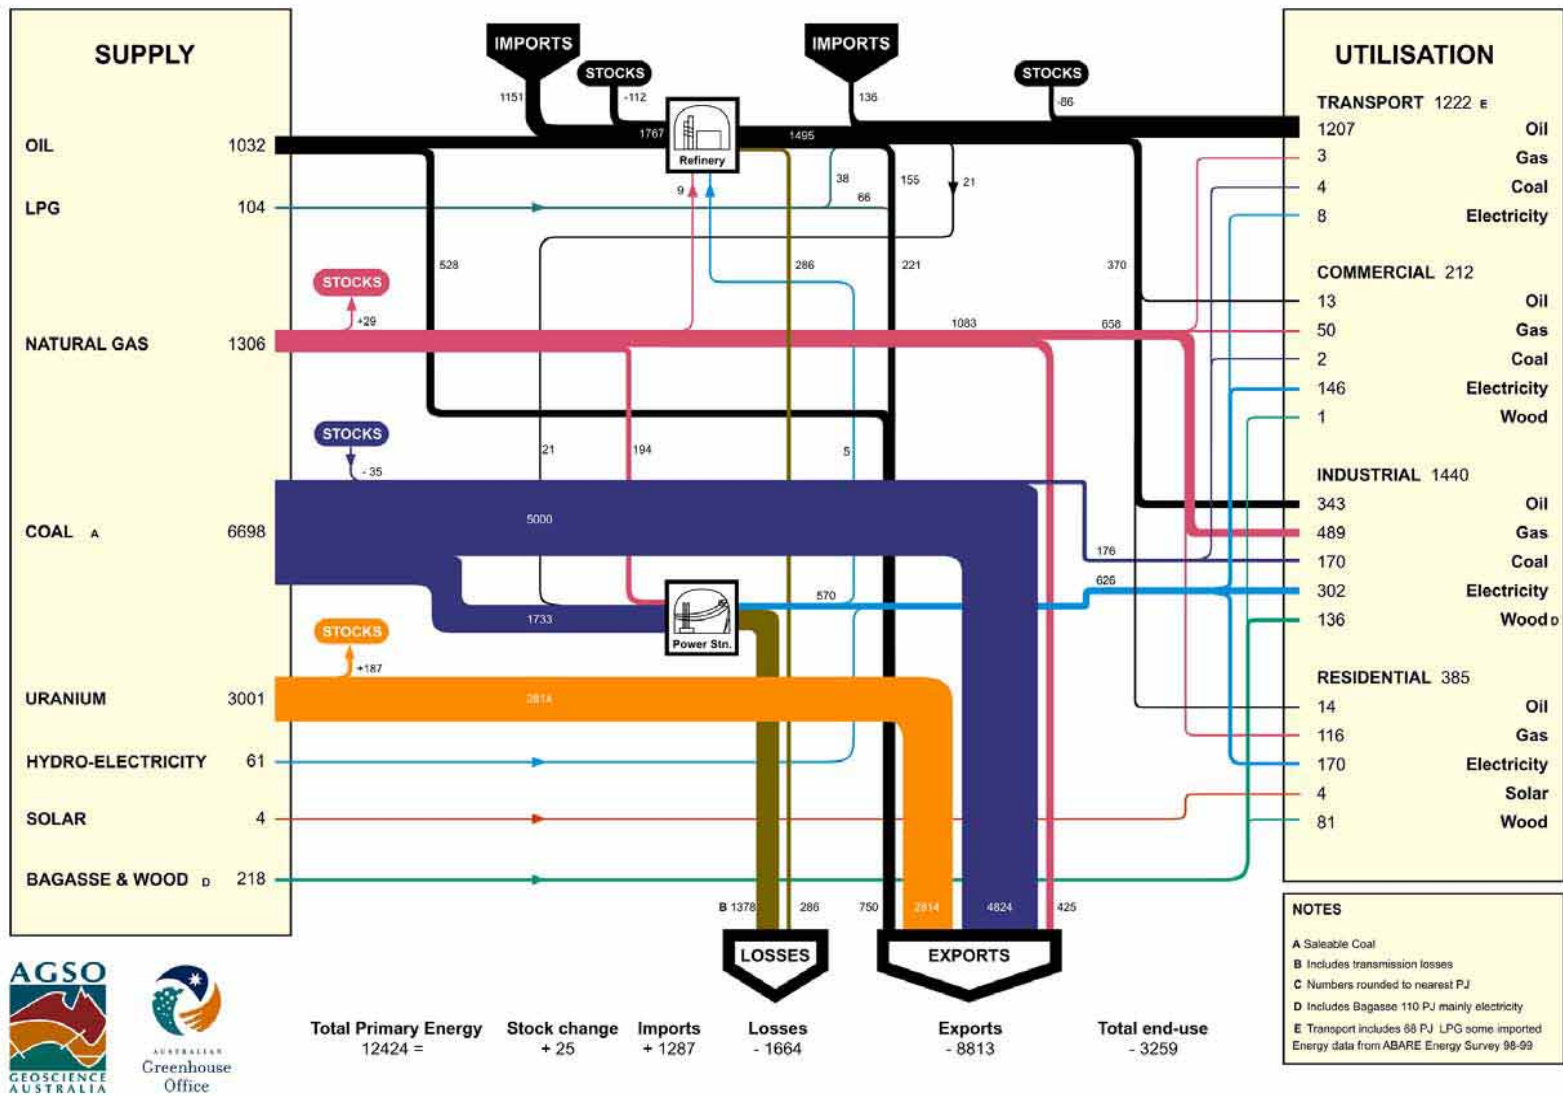 SUPPLY
OIL 1032
LPG 104
NATURAL GAS 1306
COAL A 6698
URANIUM 3001
HYDRO-ELECTRICITY 61
SOLAR 4
BAGASSE & WOOD D 218
IMPORTS
1151
STOCKS
-112
1767
Refinery
1495
IMPORTS
136
STOCKS
-86
9
38
66
155
21
528
286
221
370
STOCKS
+29
1083
658
STOCKS
- 35
21
194
5
5000
176
1733
Power Stn.
570
626
STOCKS
+187
2814
B 1378
286
750
2814
4824
425
LOSSES
EXPORTS
UTILISATION
TRANSPORT 1222 E
1207 Oil
3 Gas
4 Coal
8 Electricity
COMMERCIAL 212
13 Oil
50 Gas
2 Coal
146 Electricity
1 Wood
INDUSTRIAL 1440
343 Oil
489 Gas
170 Coal
302 Electricity
136 Wood D
RESIDENTIAL 385
14 Oil
116 Gas
170 Electricity
4 Solar
81 Wood
NOTES
A Saleable Coal
B Includes transmission losses
C Numbers rounded to nearest PJ
D Includes Bagasse 110 PJ mainly electricity
E Transport includes 68 PJ LPG some imported
Energy data from ABARE Energy Survey 98-99
AGSO
GEOSCIENCE
AUSTRALIA
AUSTRALIAN
Greenhouse
Office
Total Primary Energy Stock change Imports Losses Exports Total end-use
12424 = + 25 + 1287 - 1664 - 8813 - 3259